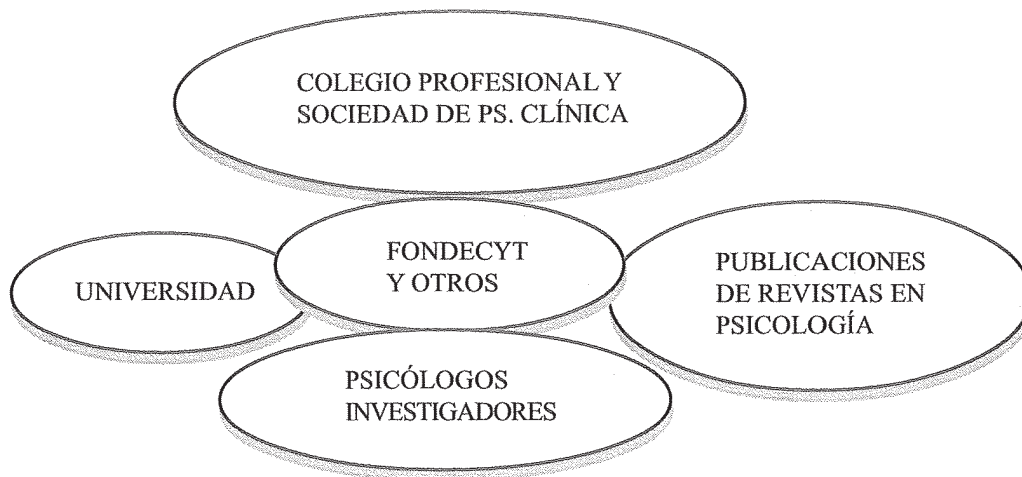 COLEGIO PROFESIONAL Y
SOCIEDAD DE PS. CLÍNICA
FONDECYT
Y OTROS
UNIVERSIDAD
PUBLICACIONES
DE REVISTAS EN
PSICOLOGÍA
PSICÓLOGOS
INVESTIGADORES